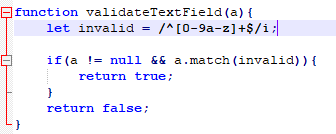 function validateTextField(a){
let invalid = /^[0-9a-z]+$/i;
if(a != null && a.match(invalid)){
return true;
}
return false;
}